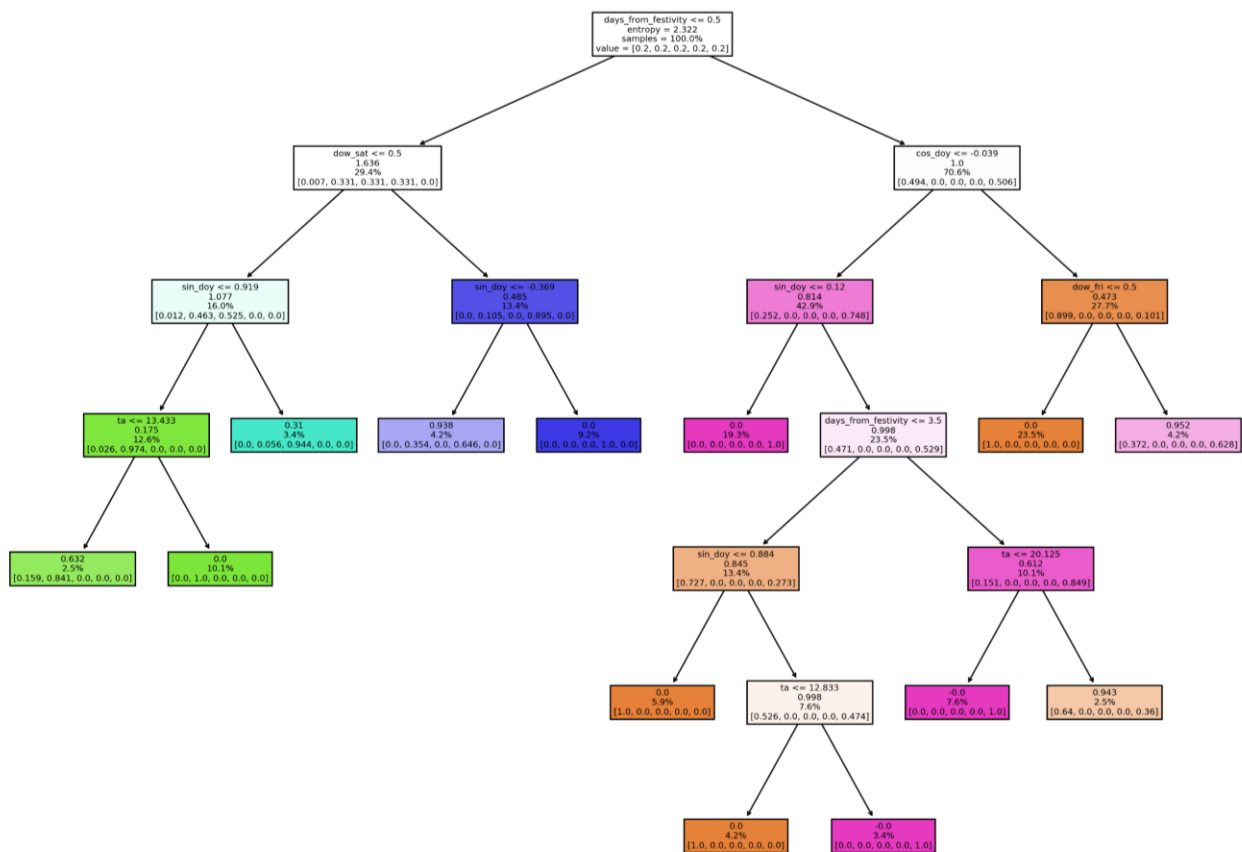 days_from_festivity <= 0.5
entropy = 2.322
samples = 100.0%
value = [0.2, 0.2, 0.2, 0.2, 0.2]
dow_sat <= 0.5
1.636
29.4%
[0.007, 0.331, 0.331, 0.331, 0.0]
cos_doy <= -0.039
1.0
70.6%
[0.494, 0.0, 0.0, 0.0, 0.506]
sin_doy <= 0.919
1.077
16.0%
[0.012, 0.463, 0.525, 0.0, 0.0]
sin_doy <= -0.369
0.485
13.4%
[0.0, 0.105, 0.0, 0.895, 0.0]
sin_doy <= 0.12
0.814
42.9%
[0.252, 0.0, 0.0, 0.0, 0.748]
dow_fri <= 0.5
0.473
27.7%
[0.899, 0.0, 0.0, 0.0, 0.101]
ta <= 13.433
0.175
12.6%
[0.026, 0.974, 0.0, 0.0, 0.0]
0.31
3.4%
[0.0, 0.056, 0.944, 0.0, 0.0]
0.938
4.2%
[0.0, 0.354, 0.0, 0.646, 0.0]
0.0
9.2%
[0.0, 0.0, 0.0, 1.0, 0.0]
0.0
19.3%
[0.0, 0.0, 0.0, 0.0, 1.0]
days_from_festivity <= 3.5
0.998
23.5%
[0.471, 0.0, 0.0, 0.0, 0.529]
0.0
23.5%
[1.0, 0.0, 0.0, 0.0, 0.0]
0.952
4.2%
[0.372, 0.0, 0.0, 0.0, 0.628]
0.632
2.5%
[0.159, 0.841, 0.0, 0.0, 0.0]
0.0
10.1%
[0.0, 1.0, 0.0, 0.0, 0.0]
sin_doy <= 0.884
0.845
13.4%
[0.727, 0.0, 0.0, 0.0, 0.273]
ta <= 20.125
0.612
10.1%
[0.151, 0.0, 0.0, 0.0, 0.849]
0.0
5.9%
[1.0, 0.0, 0.0, 0.0, 0.0]
ta <= 12.833
0.998
7.6%
[0.526, 0.0, 0.0, 0.0, 0.474]
-0.0
7.6%
[0.0, 0.0, 0.0, 0.0, 1.0]
0.943
2.5%
[0.64, 0.0, 0.0, 0.0, 0.36]
0.0
4.2%
[1.0, 0.0, 0.0, 0.0, 0.0]
-0.0
3.4%
[0.0, 0.0, 0.0, 0.0, 1.0]